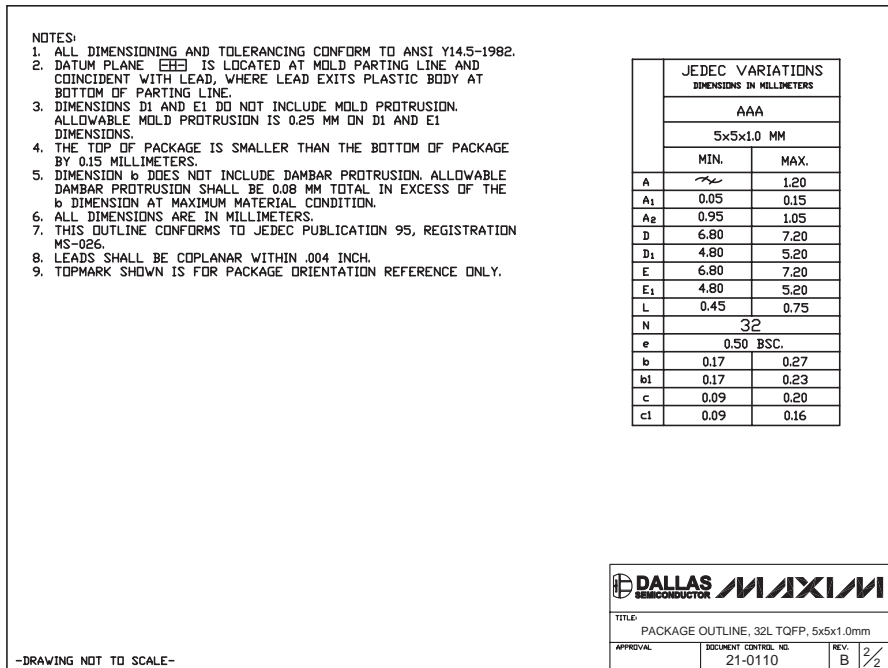 NOTES:
1. ALL DIMENSIONING AND TOLERANCING CONFORM TO ANSI Y14.5-1982.
2. DATUM PLANE -H- IS LOCATED AT MOLD PARTING LINE AND
COINCIDENT WITH LEAD, WHERE LEAD EXITS PLASTIC BODY AT
BOTTOM OF PARTING LINE.
3. DIMENSIONS D1 AND E1 DO NOT INCLUDE MOLD PROTRUSION.
ALLOWABLE MOLD PROTRUSION IS 0.25 MM ON D1 AND E1
DIMENSIONS.
4. THE TOP OF PACKAGE IS SMALLER THAN THE BOTTOM OF PACKAGE
BY 0.15 MILLIMETERS.
5. DIMENSION b DOES NOT INCLUDE DAMBAR PROTRUSION. ALLOWABLE
DAMBAR PROTRUSION SHALL BE 0.08 MM TOTAL IN EXCESS OF THE
b DIMENSION AT MAXIMUM MATERIAL CONDITION.
6. ALL DIMENSIONS ARE IN MILLIMETERS.
7. THIS OUTLINE CONFORMS TO JEDEC PUBLICATION 95, REGISTRATION
MS-026.
8. LEADS SHALL BE COPLANAR WITHIN .004 INCH.
9. TOPMARK SHOWN IS FOR PACKAGE ORIENTATION REFERENCE ONLY.
JEDEC VARIATIONS
DIMENSIONS IN MILLIMETERS
AAA
5x5x1.0 MM
MIN. MAX.
A 1.20
A1 0.05 0.15
A2 0.95 1.05
D 6.80 7.20
D1 4.80 5.20
E 6.80 7.20
E1 4.80 5.20
L 0.45 0.75
N 32
e 0.50 BSC.
b 0.17 0.27
b1 0.17 0.23
c 0.09 0.20
c1 0.09 0.16
DALLAS SEMICONDUCTOR MAXIM
TITLE:
PACKAGE OUTLINE, 32L TQFP, 5x5x1.0mm
APPROVAL DOCUMENT CONTROL NO. REV.
21-0110 B 2/2
-DRAWING NOT TO SCALE-